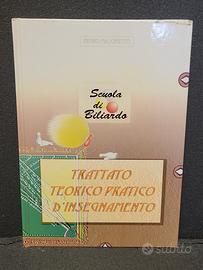 Scuola
di
Biliardo
TRATTATO
TEORICO PRATICO
D'INSEGNAMENTO
subito